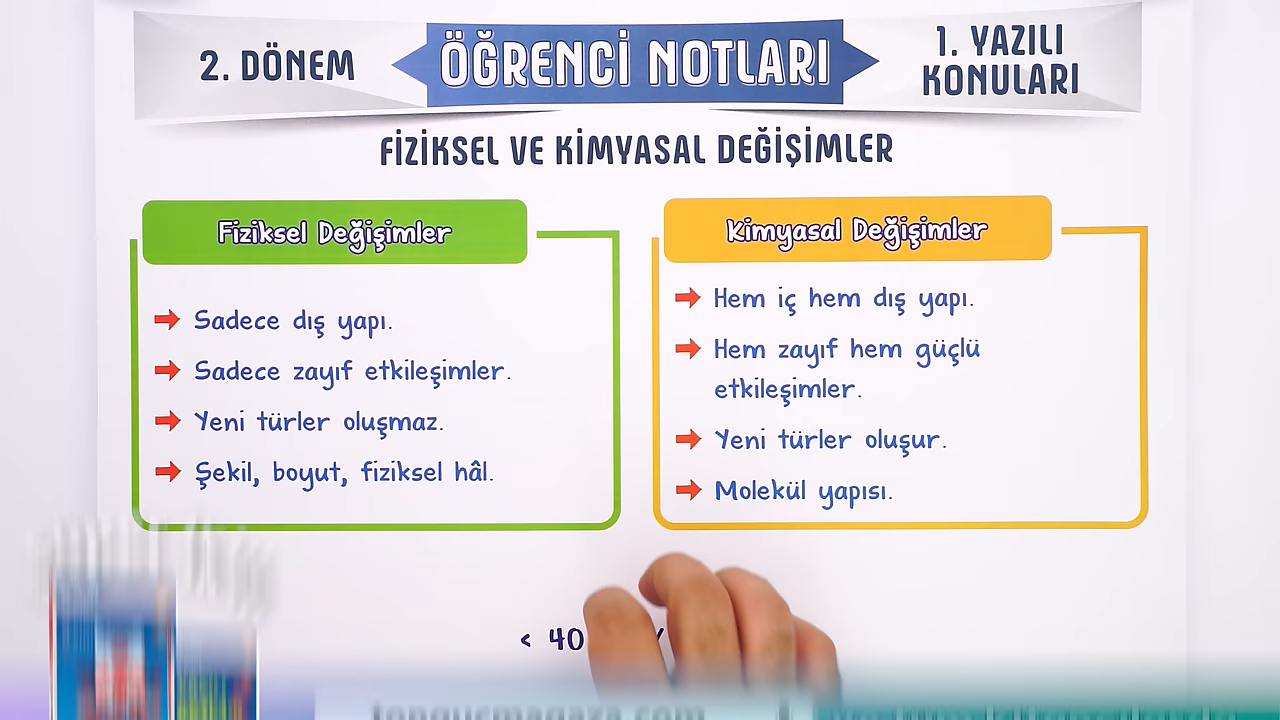 2. DÖNEM
ÖĞRENCİ NOTLARI
1. YAZILI
KONULARI
FİZİKSEL VE KİMYASAL DEĞİŞİMLER
Fiziksel Değişimler
Sadece dış yapı.
Sadece zayıf etkileşimler.
Yeni türler oluşmaz.
Şekil, boyut, fiziksel hâl.
Kimyasal Değişimler
Hem iç hem dış yapı.
Hem zayıf hem güçlü
etkileşimler.
Yeni türler oluşur.
Molekül yapısı.
< 40